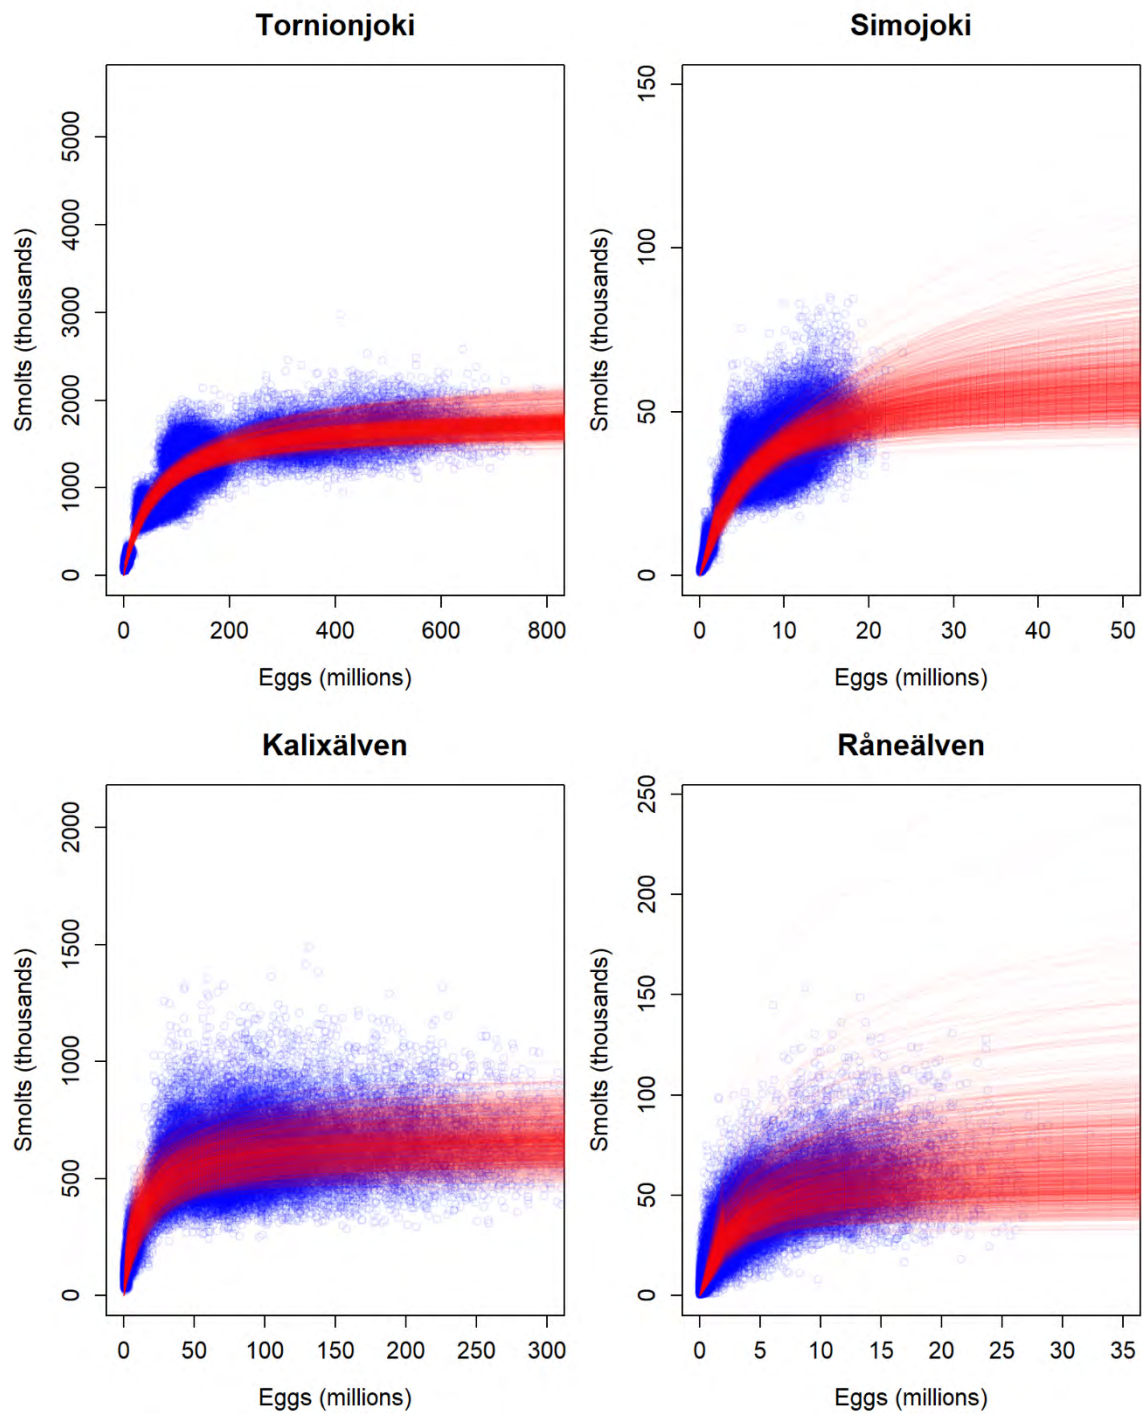 Tornionjoki
Smolts (thousands)
0 1000 2000 3000 4000 5000
0 200 400 600 800
Eggs (millions)
Simojoki
Smolts (thousands)
0 50 100 150
0 10 20 30 40 50
Eggs (millions)
Kalixälven
Smolts (thousands)
0 500 1000 1500 2000
0 50 100 150 200 250 300
Eggs (millions)
Råneälven
Smolts (thousands)
0 50 100 150 200 250
0 5 10 15 20 25 30 35
Eggs (millions)